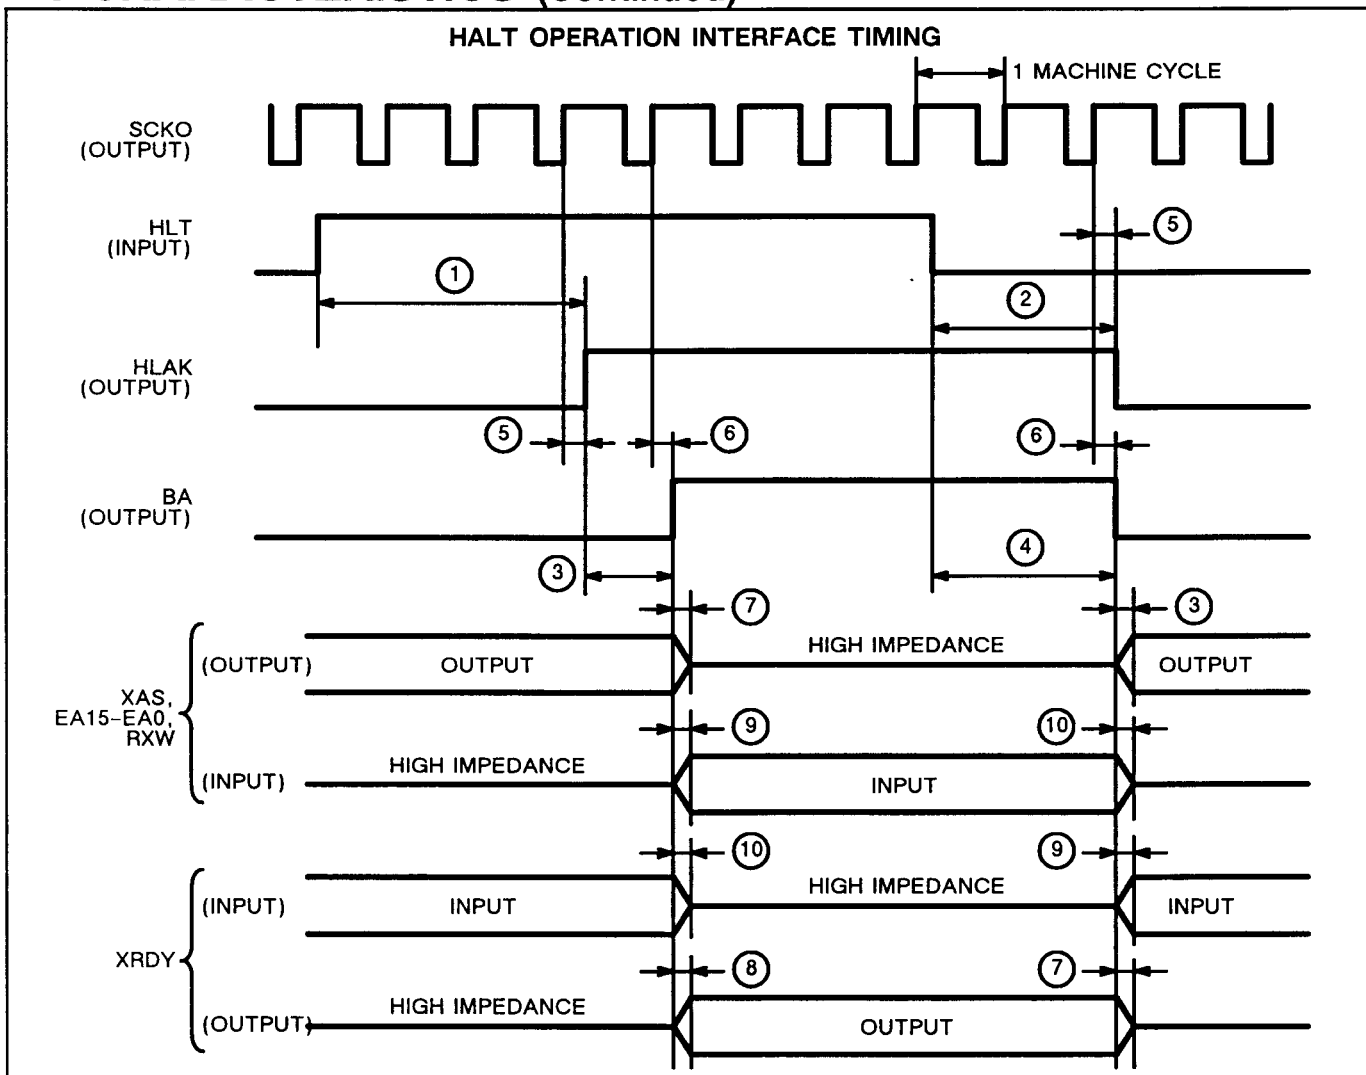 (continued)
HALT OPERATION INTERFACE TIMING
1 MACHINE CYCLE
SCKO
(OUTPUT)
HLT
(INPUT)
5
1
2
HLAK
(OUTPUT)
5
6
6
BA
(OUTPUT)
3
4
7
3
XAS,
EA15-EA0,
RXW
(OUTPUT)
OUTPUT
HIGH IMPEDANCE
OUTPUT
9
10
(INPUT)
HIGH IMPEDANCE
INPUT
10
9
XRDY
(INPUT)
INPUT
HIGH IMPEDANCE
INPUT
8
7
(OUTPUT)
HIGH IMPEDANCE
OUTPUT